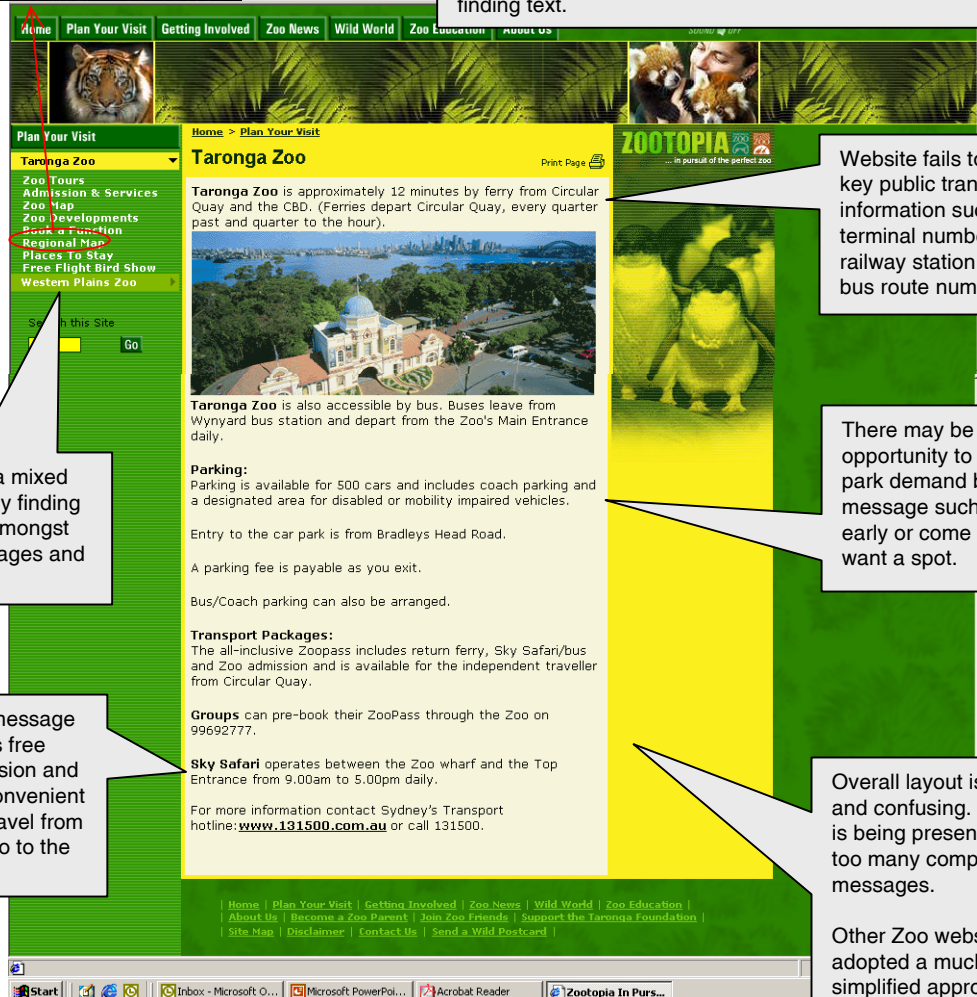 finding text.
Home Plan Your Visit Getting Involved Zoo News Wild World Zoo Education About Us
SOUND OFF
Plan Your Visit
Taronga Zoo
Zoo Tours
Admission & Services
Zoo Map
Zoo Developments
Book a Function
Regional Map
Places To Stay
Free Flight Bird Show
Western Plains Zoo
this Site
Go
Home > Plan Your Visit
Taronga Zoo
Print Page
Taronga Zoo is approximately 12 minutes by ferry from Circular
Quay and the CBD. (Ferries depart Circular Quay, every quarter
past and quarter to the hour).
Taronga Zoo is also accessible by bus. Buses leave from
Wynyard bus station and depart from the Zoo's Main Entrance
daily.
Parking:
Parking is available for 500 cars and includes coach parking and
a designated area for disabled or mobility impaired vehicles.
Entry to the car park is from Bradleys Head Road.
A parking fee is payable as you exit.
Bus/Coach parking can also be arranged.
Transport Packages:
The all-inclusive Zoopass includes return ferry, Sky Safari/bus
and Zoo admission and is available for the independent traveller
from Circular Quay.
Groups can pre-book their ZooPass through the Zoo on
99692777.
Sky Safari operates between the Zoo wharf and the Top
Entrance from 9.00am to 5.00pm daily.
For more information contact Sydney's Transport
hotline:www.131500.com.au or call 131500.
ZOOTOPIA
... in pursuit of the perfect zoo
Website fails to
key public tran
information su
terminal numb
railway station
bus route num
There may be
opportunity to
park demand b
message such
early or come
want a spot.
Overall layout is
and confusing.
is being presen
too many comp
messages.
Other Zoo webs
adopted a much
simplified appro
a mixed
y finding
mongst
ages and
nessage
s free
sion and
onvenient
avel from
o to the
| Home | Plan Your Visit | Getting Involved | Zoo News | Wild World | Zoo Education |
| About Us | Become a Zoo Parent | Join Zoo Friends | Support the Taronga Foundation |
| Site Map | Disclaimer | Contact Us | Send a Wild Postcard |
Start Inbox - Microsoft O... Microsoft PowerPoi... Acrobat Reader Zootopia In Purs...